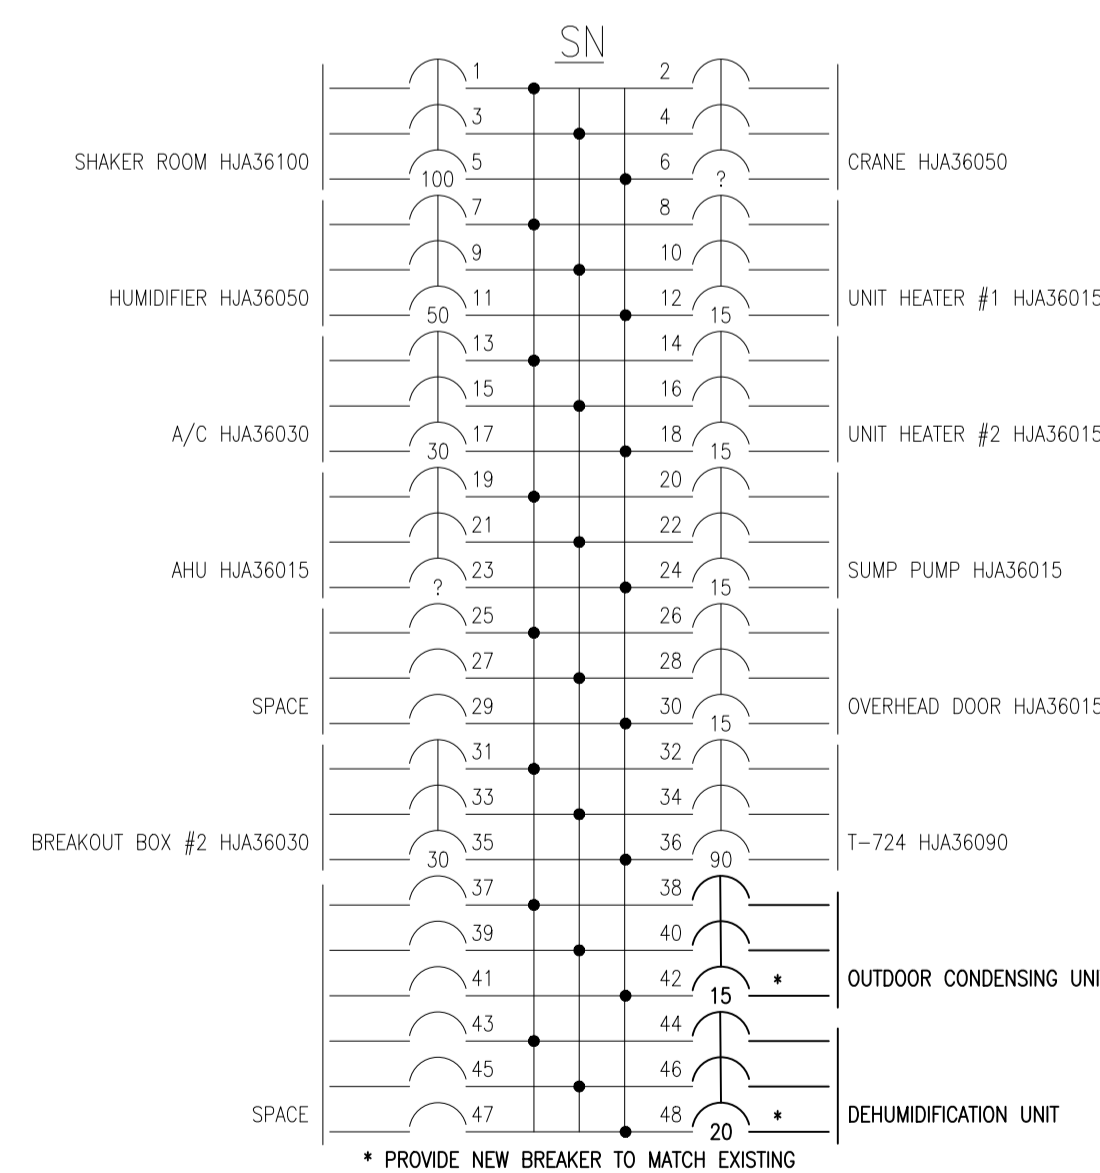 SN
1 2
3 4
SHAKER ROOM HJA36100 100 5 6 ? CRANE HJA36050
7 8
9 10
HUMIDIFIER HJA36050 50 11 12 15 UNIT HEATER #1 HJA36015
13 14
15 16
A/C HJA36030 30 17 18 15 UNIT HEATER #2 HJA36015
19 20
21 22
AHU HJA36015 ? 23 24 15 SUMP PUMP HJA36015
25 26
27 28
SPACE 29 30 15 OVERHEAD DOOR HJA36015
31 32
33 34
BREAKOUT BOX #2 HJA36030 30 35 36 90 T-724 HJA36090
37 38
39 40
41 42 15 * OUTDOOR CONDENSING UNI
43 44
45 46
SPACE 47 48 20 * DEHUMIDIFICATION UNIT
* PROVIDE NEW BREAKER TO MATCH EXISTING